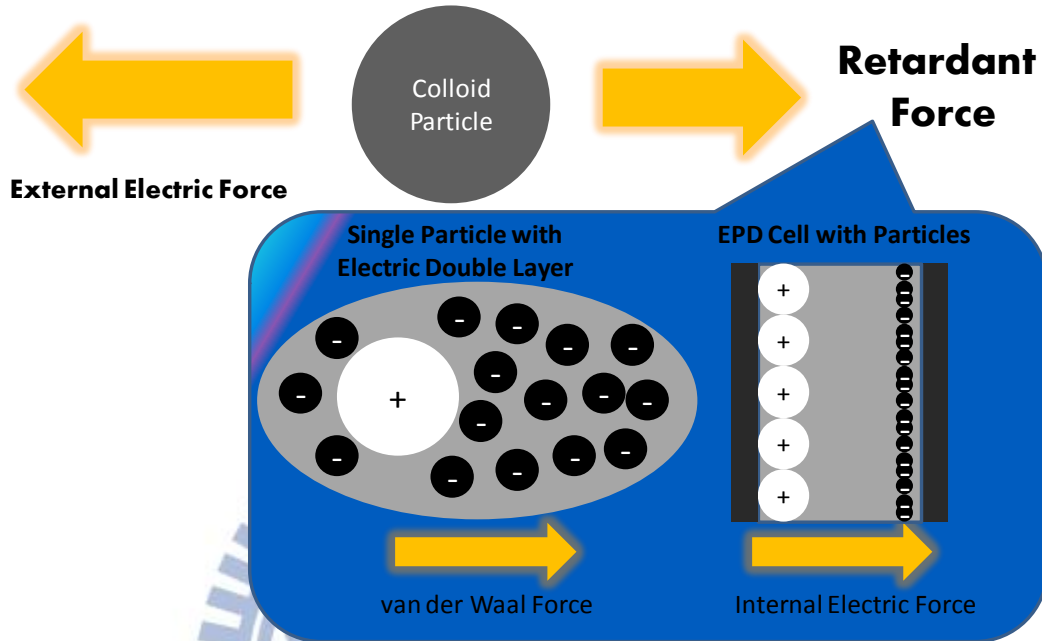 Colloid
Particle
Retardant
Force
External Electric Force
Single Particle with
Electric Double Layer
EPD Cell with Particles
+
- - - - - - - - - - - - - - - - -
+
+
+
+
+
van der Waal Force
Internal Electric Force